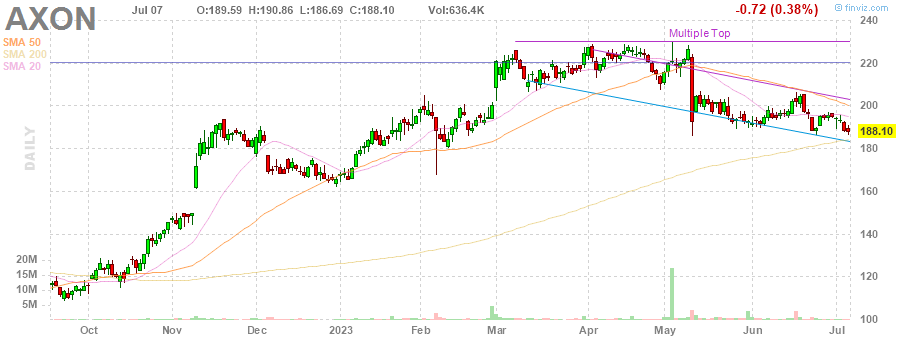 AXON
Jul 07 O:189.59 H:190.86 L:186.69 C:188.10 Vol:636.4K -0.72 (0.38%)
© finviz.com
SMA 50
SMA 200
SMA 20
Multiple Top
DAILY
240
220
200
188.10
180
160
140
120
100
20M
15M
10M
5M
Oct Nov Dec 2023 Feb Mar Apr May Jun Jul